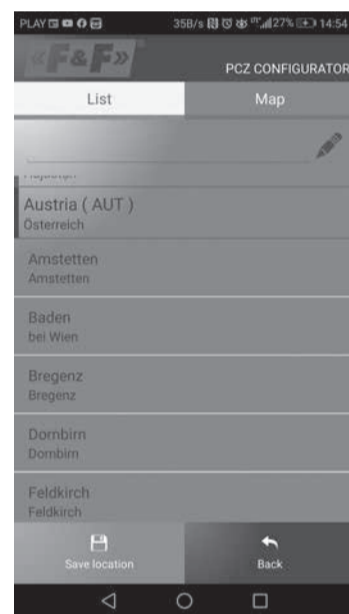 PLAY 35B/s 27% 14:54
«F&F»
PCZ CONFIGURATOR
List Map
Austria ( AUT )
Österreich
Amstetten
Amstetten
Baden
bei Wien
Bregenz
Bregenz
Dornbirn
Dornbirn
Feldkirch
Feldkirch
Save location Back